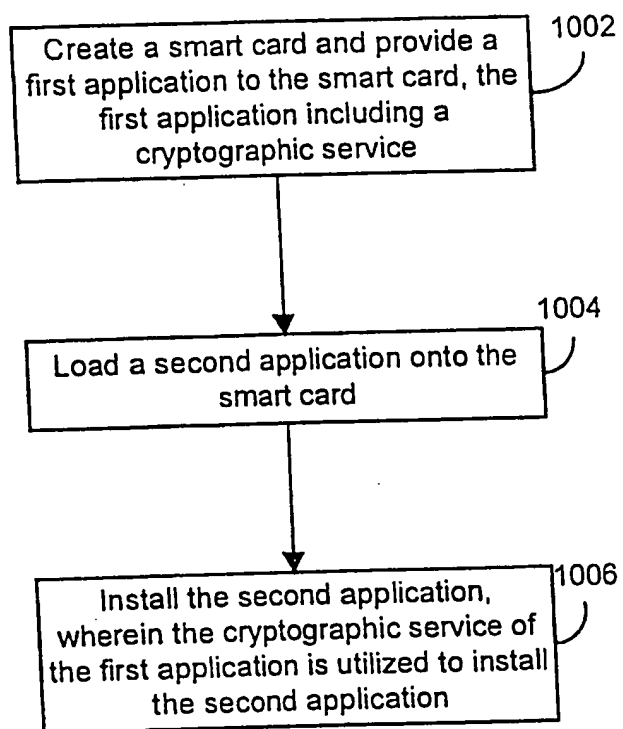 Create a smart card and provide a
first application to the smart card, the
first application including a
cryptographic service
1002
Load a second application onto the
smart card
1004
Install the second application,
wherein the cryptographic service of
the first application is utilized to install
the second application
1006